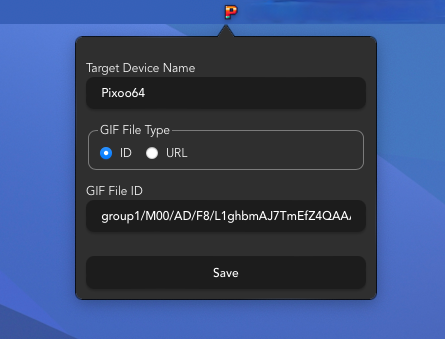 P
Target Device Name
Pixoo64
GIF File Type
ID URL
GIF File ID
group1/M00/AD/F8/L1ghbmAJ7TmEfZ4QAA
Save